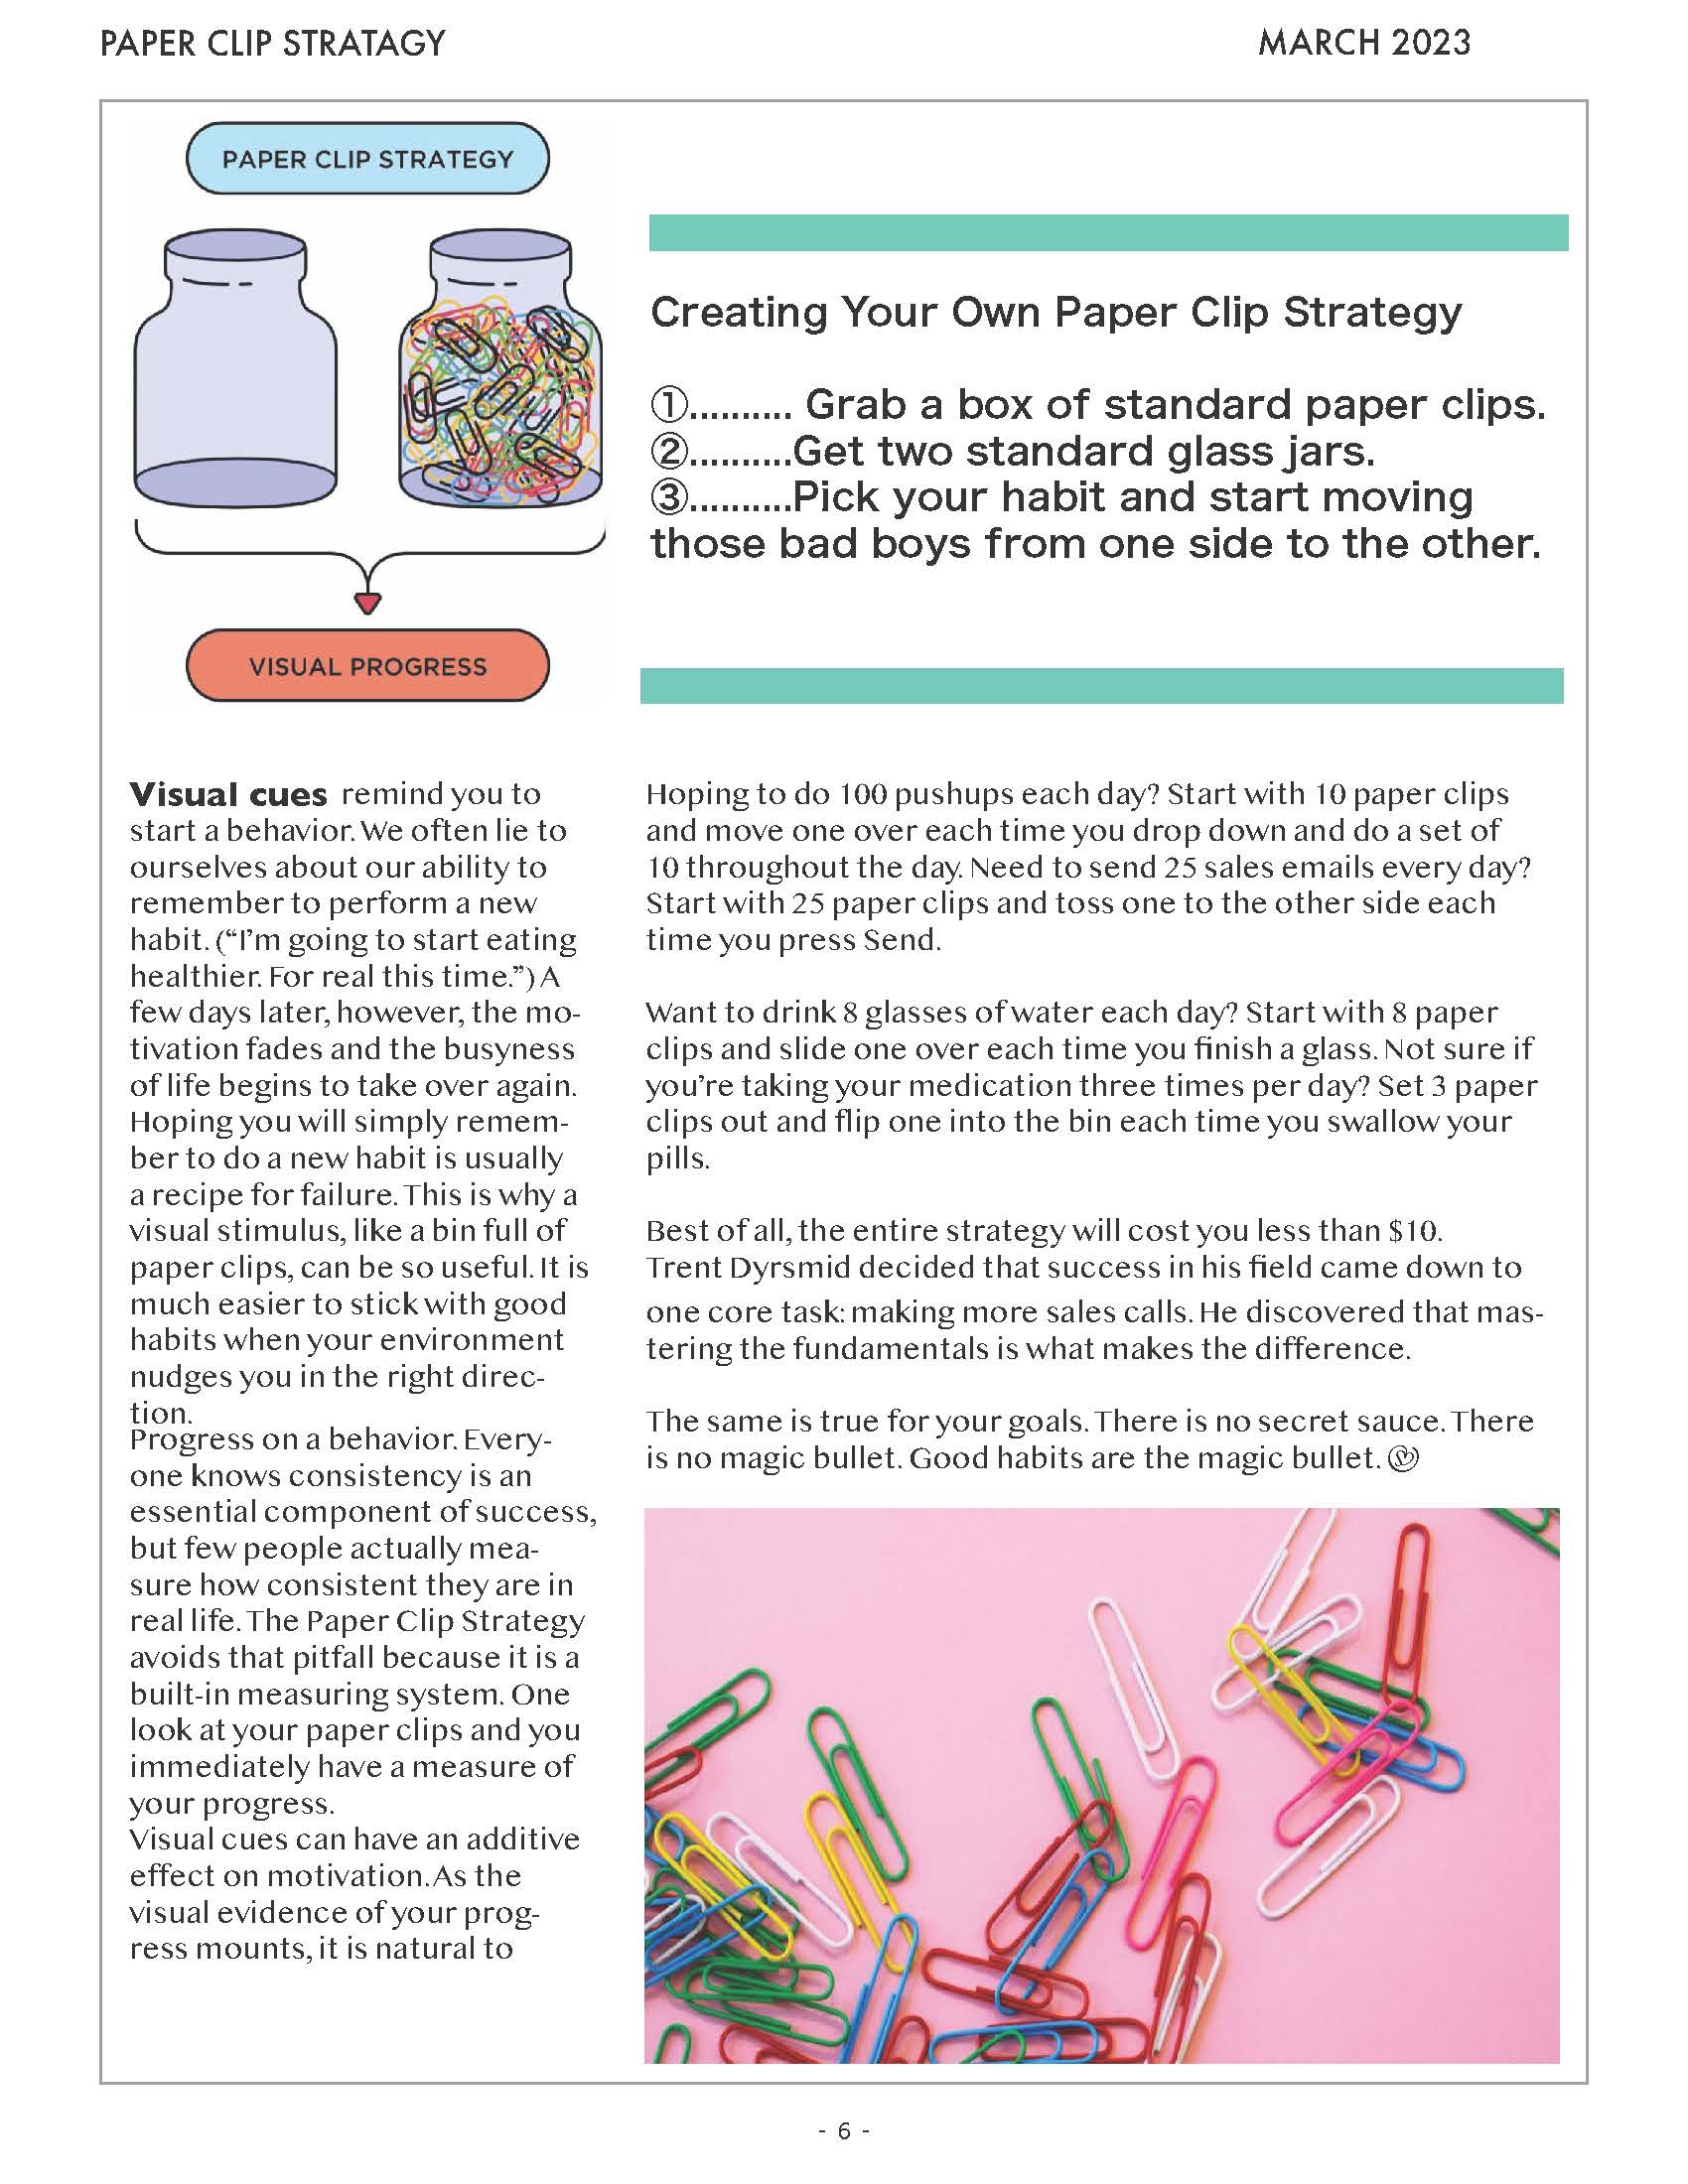 PAPER CLIP STRATAGY
MARCH 2023
PAPER CLIP STRATEGY
VISUAL PROGRESS
Creating Your Own Paper Clip Strategy
①.......... Grab a box of standard paper clips.
②..........Get two standard glass jars.
③..........Pick your habit and start moving
those bad boys from one side to the other.
Visual cues remind you to
start a behavior. We often lie to
ourselves about our ability to
remember to perform a new
habit. (“I’m going to start eating
healthier. For real this time.”) A
few days later, however, the mo-
tivation fades and the busyness
of life begins to take over again.
Hoping you will simply remem-
ber to do a new habit is usually
a recipe for failure. This is why a
visual stimulus, like a bin full of
paper clips, can be so useful. It is
much easier to stick with good
habits when your environment
nudges you in the right direc-
tion.
Progress on a behavior. Every-
one knows consistency is an
essential component of success,
but few people actually mea-
sure how consistent they are in
real life. The Paper Clip Strategy
avoids that pitfall because it is a
built-in measuring system. One
look at your paper clips and you
immediately have a measure of
your progress.
Visual cues can have an additive
effect on motivation. As the
visual evidence of your prog-
ress mounts, it is natural to
Hoping to do 100 pushups each day? Start with 10 paper clips
and move one over each time you drop down and do a set of
10 throughout the day. Need to send 25 sales emails every day?
Start with 25 paper clips and toss one to the other side each
time you press Send.
Want to drink 8 glasses of water each day? Start with 8 paper
clips and slide one over each time you finish a glass. Not sure if
you’re taking your medication three times per day? Set 3 paper
clips out and flip one into the bin each time you swallow your
pills.
Best of all, the entire strategy will cost you less than $10.
Trent Dyrsmid decided that success in his field came down to
one core task: making more sales calls. He discovered that mas-
tering the fundamentals is what makes the difference.
The same is true for your goals. There is no secret sauce. There
is no magic bullet. Good habits are the magic bullet.
- 6 -